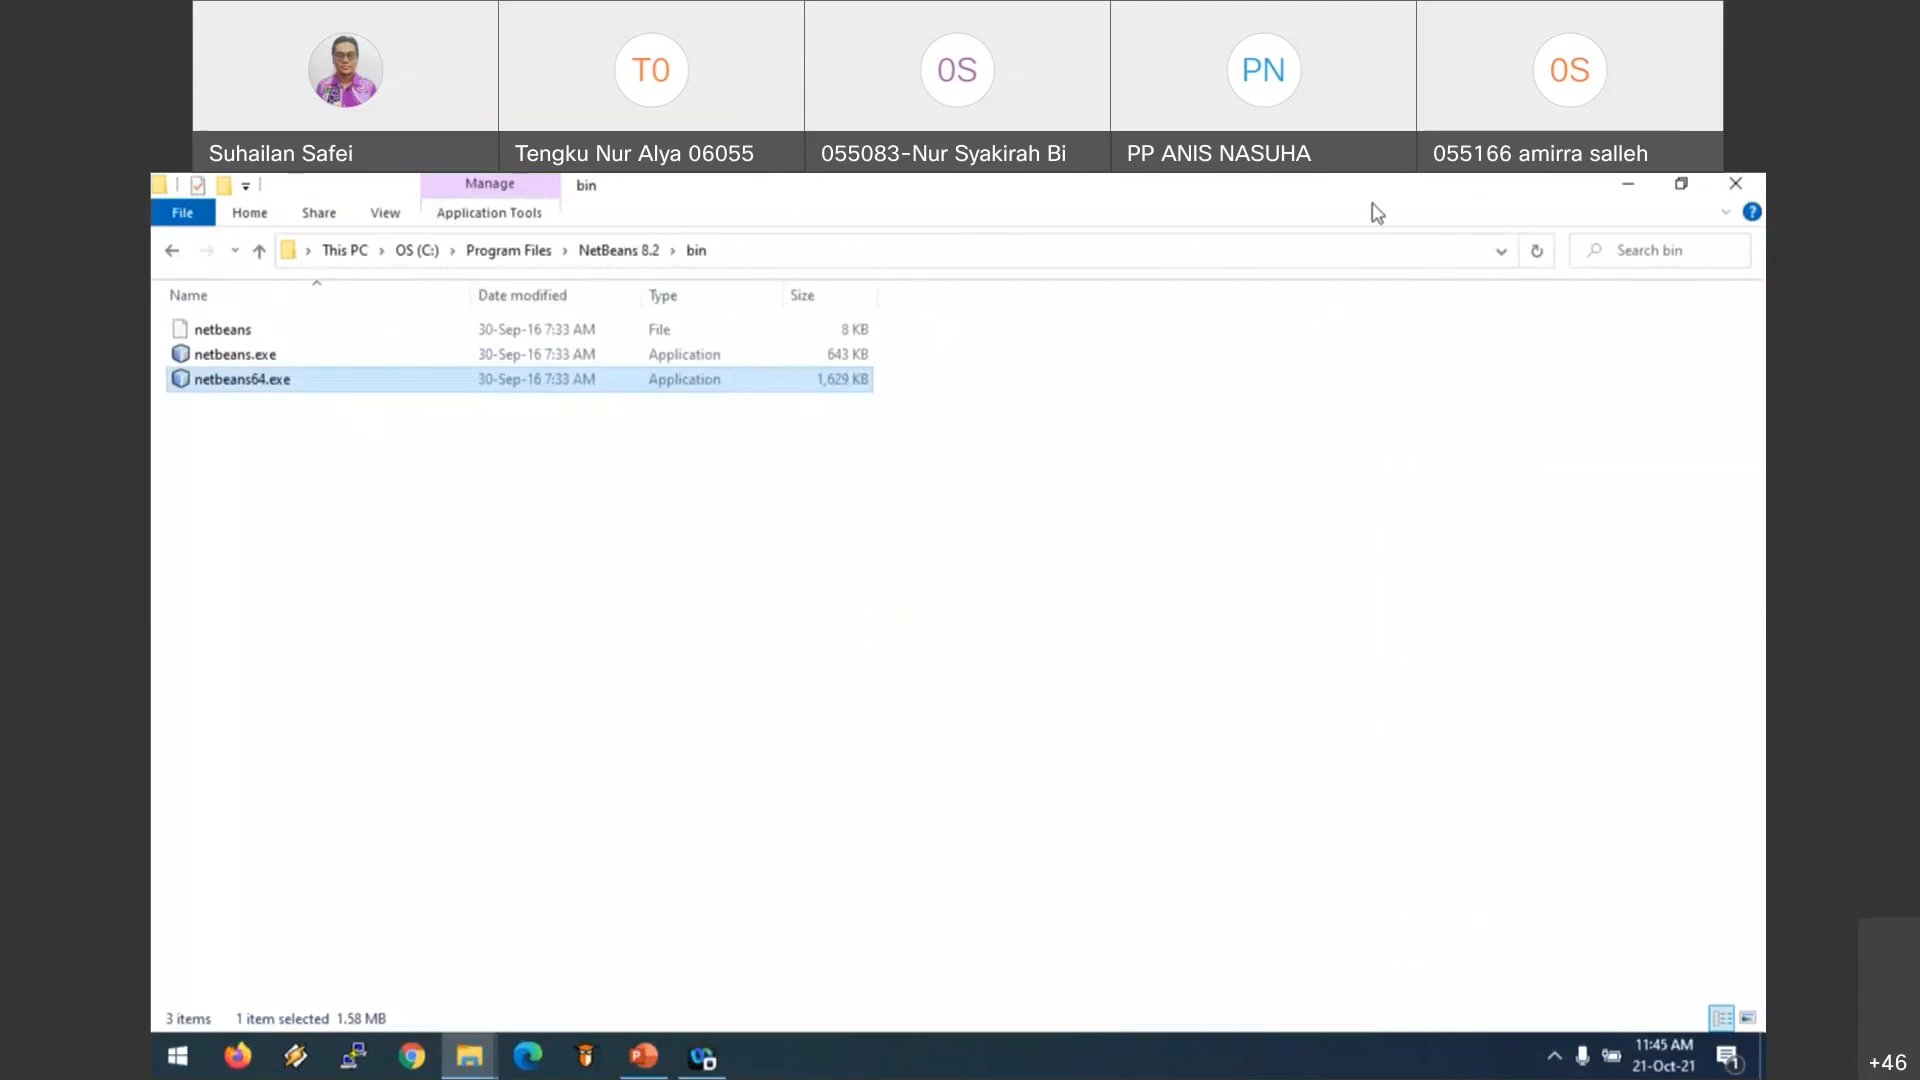 T0
0S
PN
0S
Suhailan Safei
Tengku Nur Alya 06055
055083-Nur Syakirah Bi
PP ANIS NASUHA
055166 amirra salleh
Manage
bin
File
Home
Share
View
Application Tools
This PC
OS (C:)
Program Files
NetBeans 8.2
bin
Search bin
Name
Date modified
Type
Size
netbeans
30-Sep-16 7:33 AM
File
8 KB
netbeans.exe
30-Sep-16 7:33 AM
Application
643 KB
netbeans64.exe
30-Sep-16 7:33 AM
Application
1,629 KB
3 items
1 item selected 1.58 MB
11:45 AM
21-Oct-21
1
+46